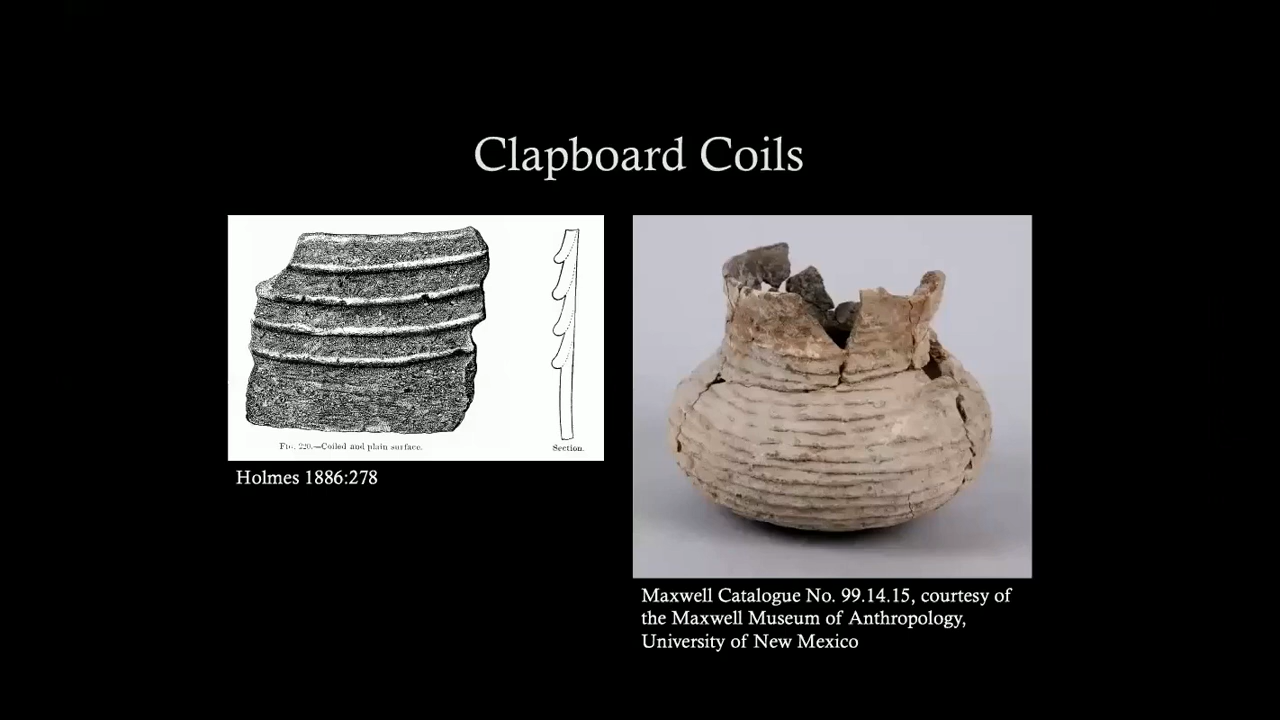 Clapboard Coils
Fig. 220.—Coiled and plain surface.
Section.
Holmes 1886:278
Maxwell Catalogue No. 99.14.15, courtesy of
the Maxwell Museum of Anthropology,
University of New Mexico